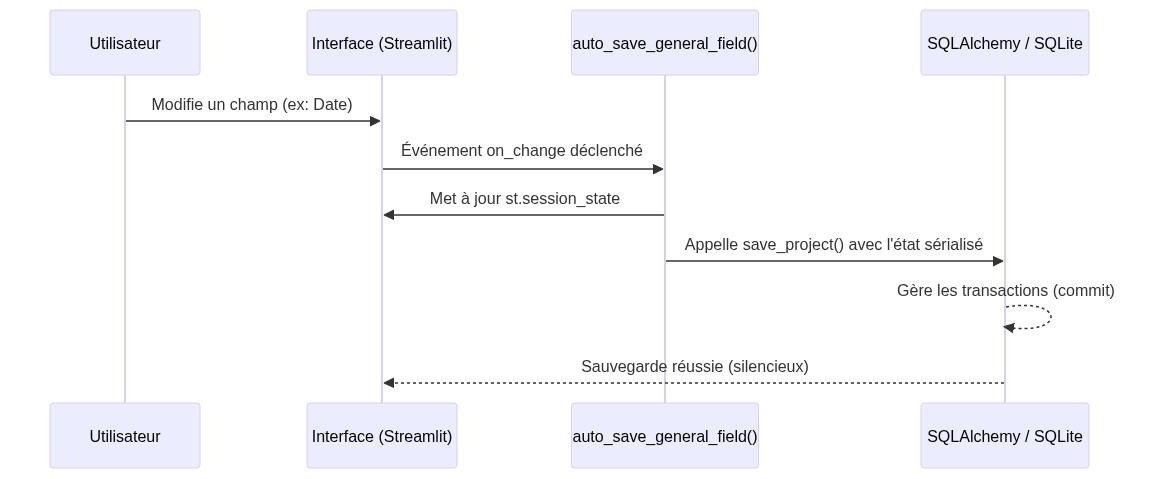 Utilisateur
Interface (Streamlit)
auto_save_general_field()
SQLAlchemy / SQLite
Modifie un champ (ex: Date)
Événement on_change déclenché
Met à jour st.session_state
Appelle save_project() avec l'état sérialisé
Gère les transactions (commit)
Sauvegarde réussie (silencieux)
Utilisateur
Interface (Streamlit)
auto_save_general_field()
SQLAlchemy / SQLite